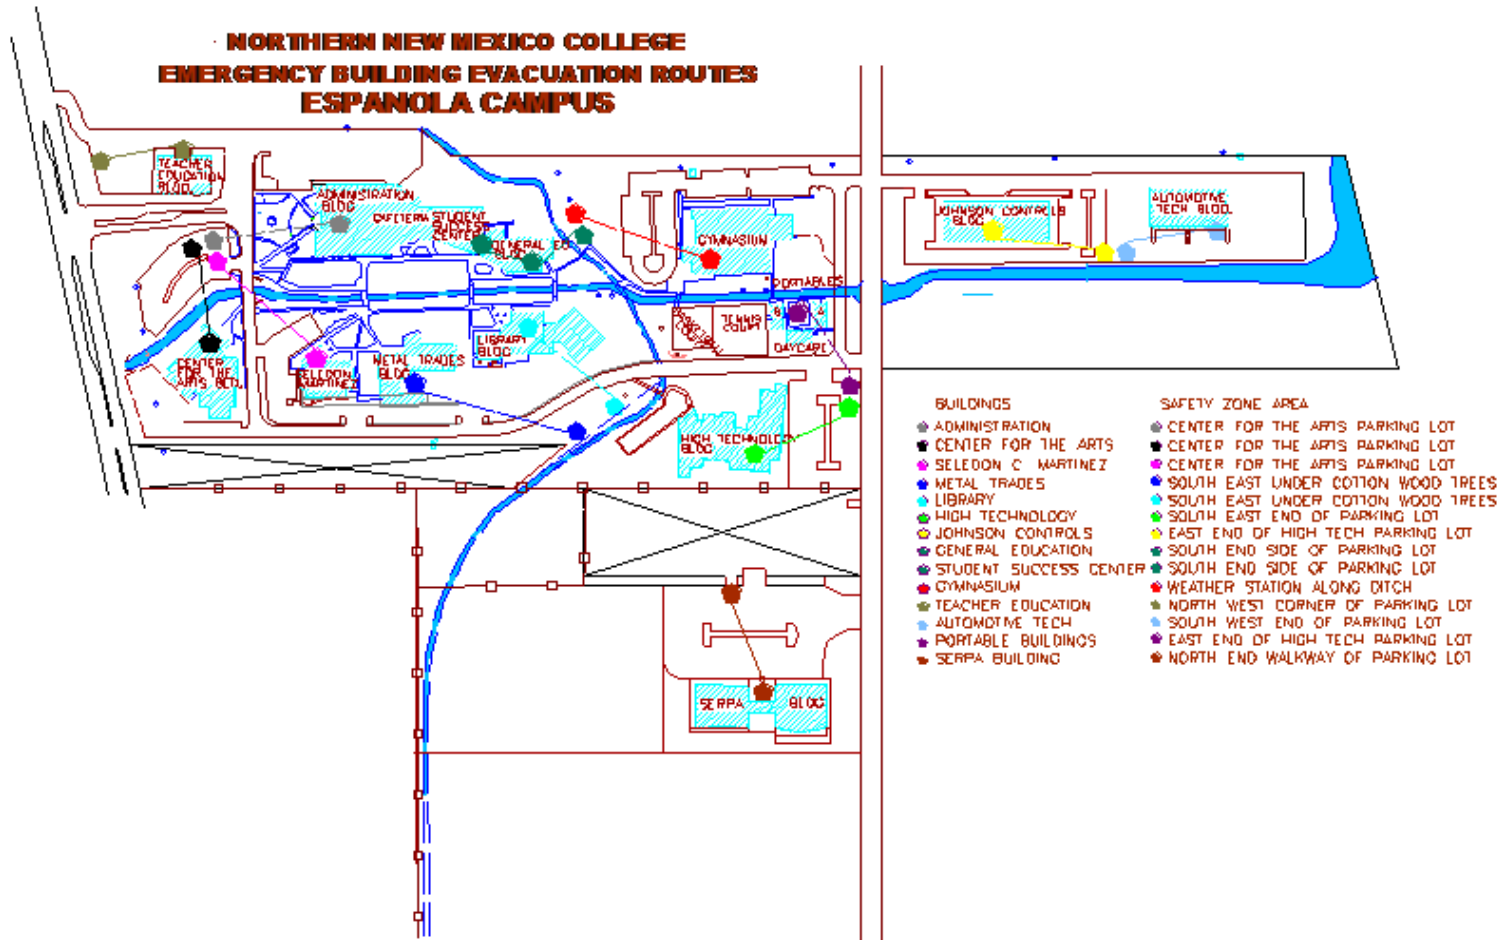 NORTHERN NEW MEXICO COLLEGE
EMERGENCY BUILDING EVACUATION ROUTES
ESPANOLA CAMPUS
TEACHER
EDUCATION
BLDG.
ADMINISTRATION
BLDG
CAFETERIA
STUDENT
SUCCESS
CENTER
GENERAL ED
BLDG
GYMNASIUM
JOHNSON CONTROLS
BLDG
AUTOMOTIVE
TECH BLDG.
PORTABLES
B
A
DAYCARE
TENNIS
COURT
LIBRARY
BLDG
METAL TRADES
BLDG
SELEDON
MARTINEZ
CENTER
FOR THE
ARTS BLD.
HIGH TECHNOLOGY
BLDG
SERPA BLDG
BUILDINGS
ADMINISTRATION
CENTER FOR THE ARTS
SELEDON C MARTINEZ
METAL TRADES
LIBRARY
HIGH TECHNOLOGY
JOHNSON CONTROLS
GENERAL EDUCATION
STUDENT SUCCESS CENTER
GYMNASIUM
TEACHER EDUCATION
AUTOMOTIVE TECH
PORTABLE BUILDINGS
SERPA BUILDING
SAFETY ZONE AREA
CENTER FOR THE ARTS PARKING LOT
CENTER FOR THE ARTS PARKING LOT
CENTER FOR THE ARTS PARKING LOT
SOUTH EAST UNDER COTTON WOOD TREES
SOUTH EAST UNDER COTTON WOOD TREES
SOUTH EAST END OF PARKING LOT
EAST END OF HIGH TECH PARKING LOT
SOUTH END SIDE OF PARKING LOT
SOUTH END SIDE OF PARKING LOT
WEATHER STATION ALONG DITCH
NORTH WEST CORNER OF PARKING LOT
SOUTH WEST END OF PARKING LOT
EAST END OF HIGH TECH PARKING LOT
NORTH END WALKWAY OF PARKING LOT